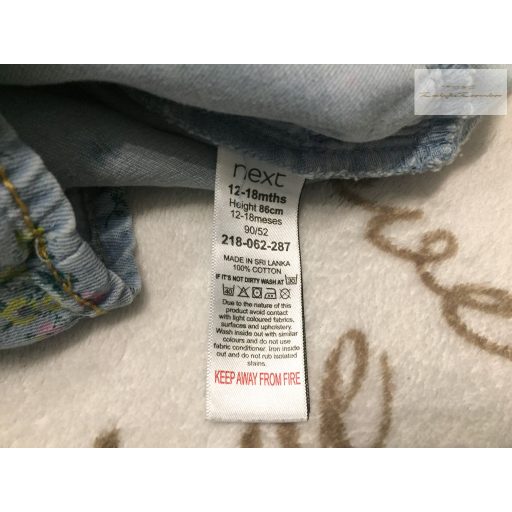 next
12-18mths
Height 86cm
12-18meses
90/52
218-062-287
MADE IN SRI LANKA
100% COTTON
IF IT'S NOT DIRTY WASH AT 30
40
Due to the nature of this
product avoid contact
with light coloured fabrics,
surfaces and upholstery.
Wash inside out with similar
colours and do not use
fabric conditioner. Iron inside
out and do not rub isolated
stains.
KEEP AWAY FROM FIRE